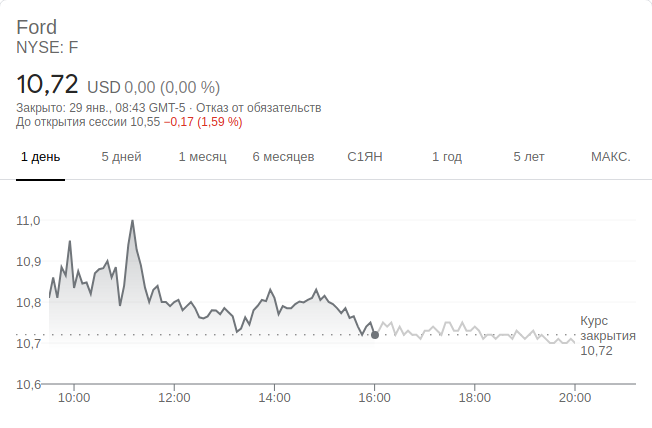 Ford
NYSE: F
10,72 USD 0,00 (0,00 %)
Закрыто: 29 янв., 08:43 GMT-5 · Отказ от обязательств
До открытия сессии 10,55 −0,17 (1,59 %)
1 день 5 дней 1 месяц 6 месяцев С1ЯН 1 год 5 лет МАКС.
11,0
10,9
10,8
10,7
10,6
Курс
закрытия
10,72
10:00 12:00 14:00 16:00 18:00 20:00